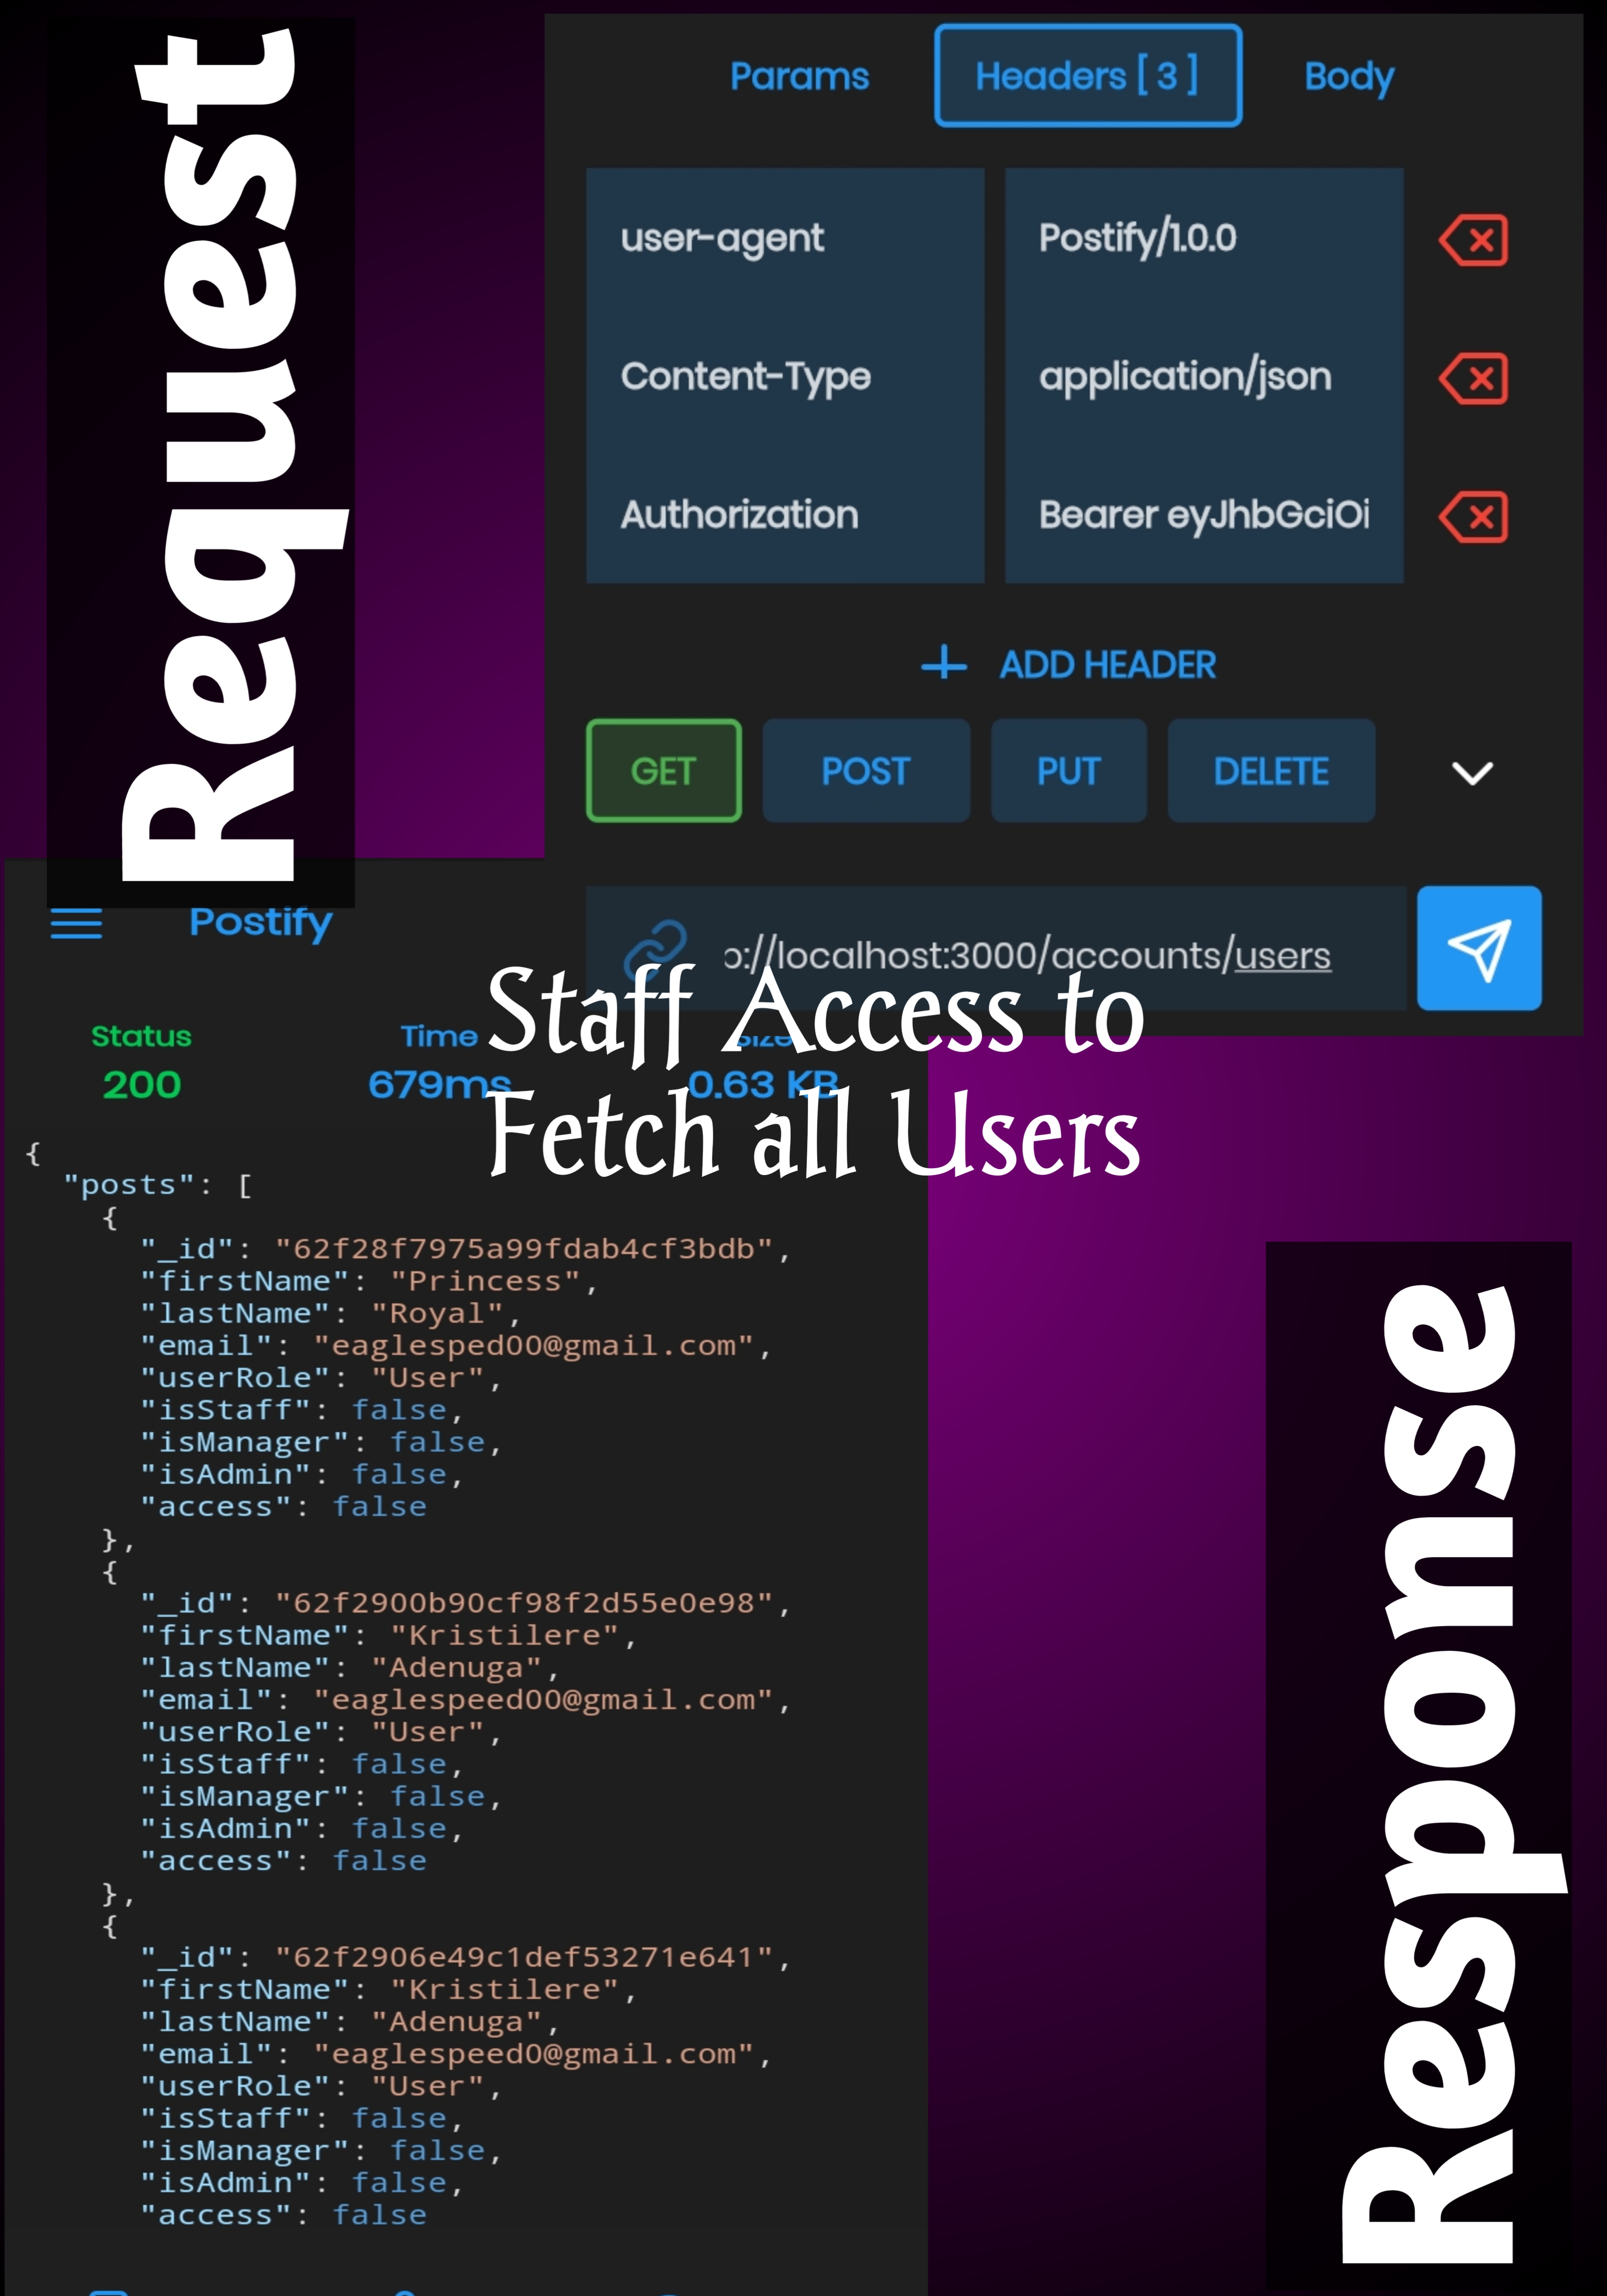 Request
Params Headers [ 3 ] Body
user-agent Postify/1.0.0
Content-Type application/json
Authorization Bearer eyJhbGciOi
+ ADD HEADER
GET POST PUT DELETE
://localhost:3000/accounts/users
Postify
Staff Access to
Fetch all Users
Status Time Size
200 679ms 0.63 KB
{
"posts": [
{
"_id": "62f28f7975a99fdab4cf3bdb",
"firstName": "Princess",
"lastName": "Royal",
"email": "eaglesped00@gmail.com",
"userRole": "User",
"isStaff": false,
"isManager": false,
"isAdmin": false,
"access": false
},
{
"_id": "62f2900b90cf98f2d55e0e98",
"firstName": "Kristilere",
"lastName": "Adenuga",
"email": "eaglespeed00@gmail.com",
"userRole": "User",
"isStaff": false,
"isManager": false,
"isAdmin": false,
"access": false
},
{
"_id": "62f2906e49c1def53271e641",
"firstName": "Kristilere",
"lastName": "Adenuga",
"email": "eaglespeed0@gmail.com",
"userRole": "User",
"isStaff": false,
"isManager": false,
"isAdmin": false,
"access": false
Response